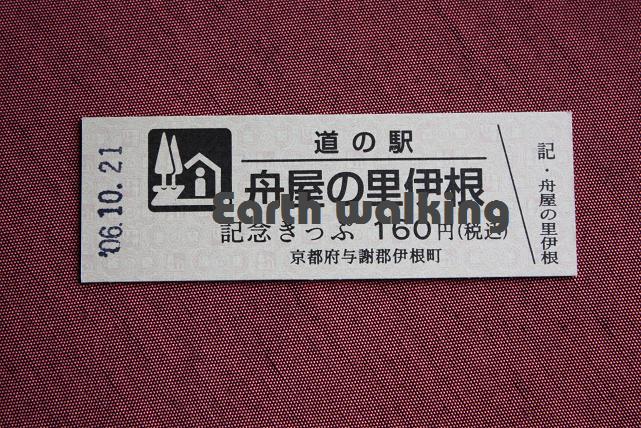 '06.10.21
道の駅
舟屋の里伊根
Earth walking
記念きっぷ 160円(税込)
京都府与謝郡伊根町
記・舟屋の里伊根